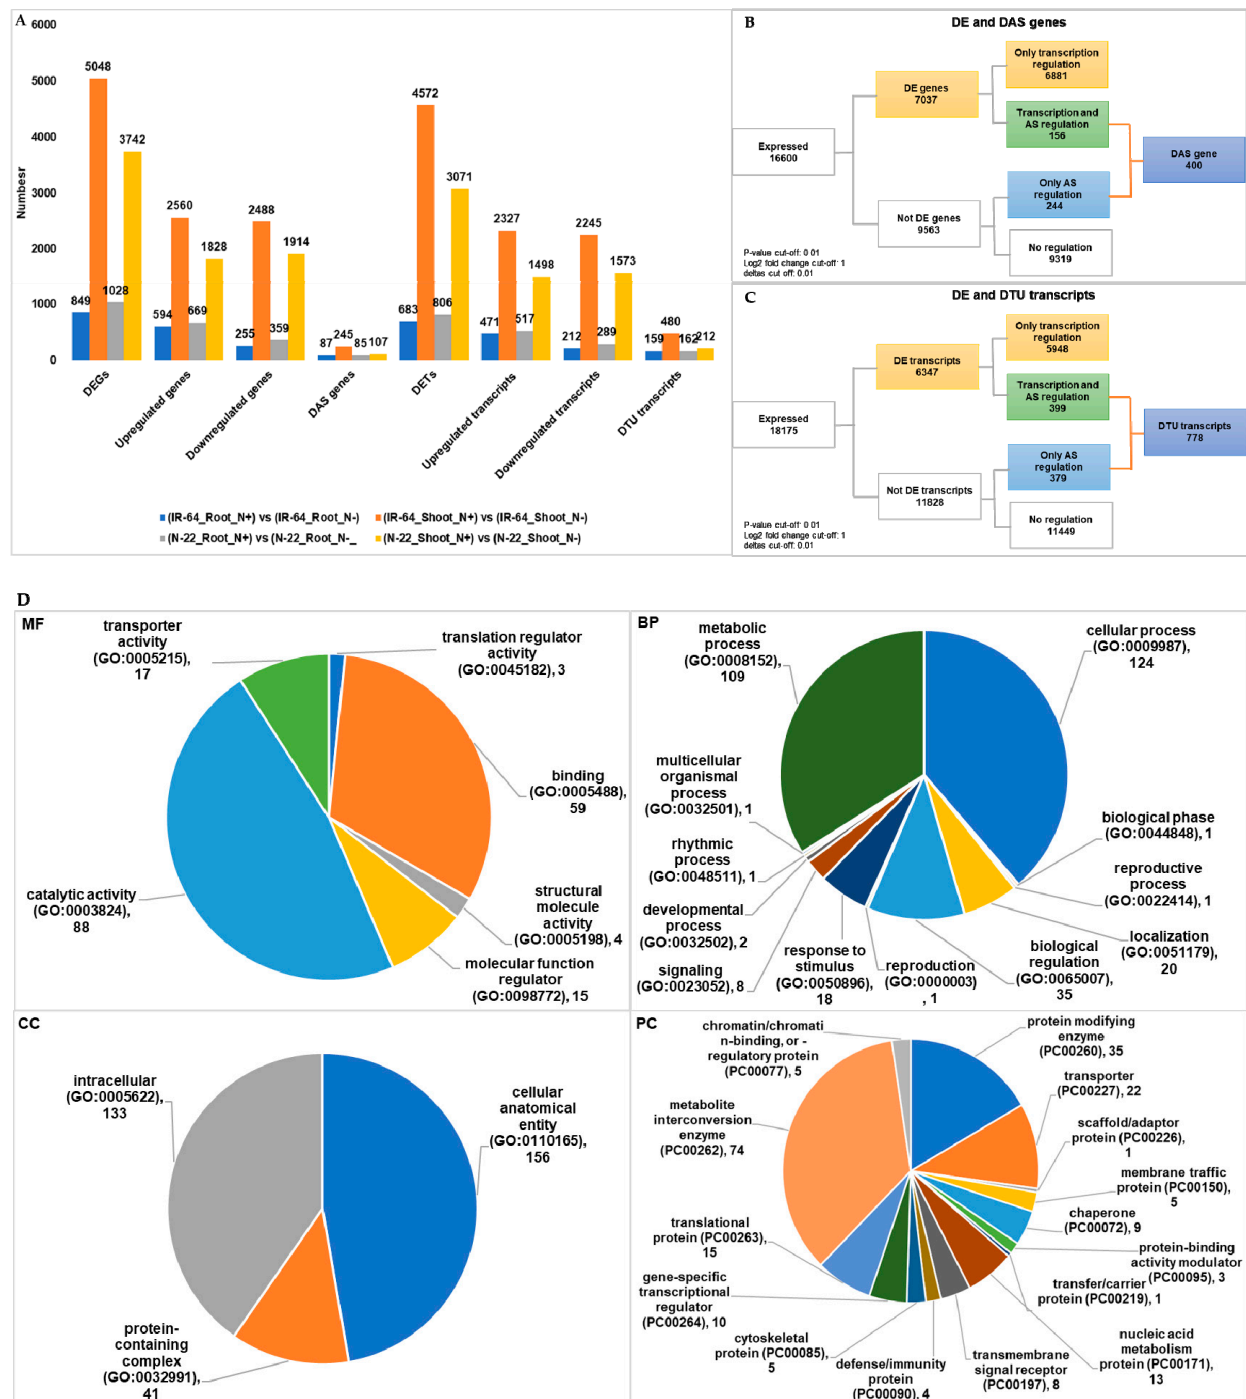 A
6000
5000
4000
3000
2000
1000
0
Numbesr
849
5048
1028
3742
594
2560
669
1828
255
2488
359
1914
87
245
85
107
683
4572
806
3071
471
2327
517
1498
212
2245
289
1573
159
480
162
212
DEGs
Upregulated genes
Downregulated genes
DAS genes
DETs
Upregulated transcripts
Downregulated transcripts
DTU transcripts
(IR-64_Root_N+) vs (IR-64_Root_N-)
(IR-64_Shoot_N+) vs (IR-64_Shoot_N-)
(N-22_Root_N+) vs (N-22_Root_N-_
(N-22_Shoot_N+) vs (N-22_Shoot_N-)
B
DE and DAS genes
Expressed
16600
DE genes
7037
Not DE genes
9563
Only transcription
regulation
6881
Transcription and
AS regulation
156
Only AS
regulation
244
No regulation
9319
DAS gene
400
P-value cut-off: 0.01
Log2 fold change cut-off: 1
deltas cut off: 0.01
C
DE and DTU transcripts
Expressed
18175
DE transcripts
6347
Not DE transcripts
11828
Only transcription
regulation
5948
Transcription and
AS regulation
399
Only AS
regulation
379
No regulation
11449
DTU transcripts
778
P-value cut-off: 0.01
Log2 fold change cut-off: 1
deltas cut-off: 0.01
D
MF
transporter
activity
(GO:0005215),
17
translation regulator
activity
(GO:0045182), 3
binding
(GO:0005488),
59
structural
molecule
activity
(GO:0005198), 4
molecular function
regulator
(GO:0098772), 15
catalytic activity
(GO:0003824),
88
BP
metabolic
process
(GO:0008152),
109
cellular process
(GO:0009987),
124
biological phase
(GO:0044848), 1
reproductive
process
(GO:0022414), 1
localization
(GO:0051179),
20
biological
regulation
(GO:0065007),
35
reproduction
(GO:0000003)
, 1
response to
stimulus
(GO:0050896),
18
signaling
(GO:0023052), 8
developmental
process
(GO:0032502), 2
rhythmic
process
(GO:0048511), 1
multicellular
organismal
process
(GO:0032501), 1
CC
intracellular
(GO:0005622),
133
cellular
anatomical
entity
(GO:0110165),
156
protein-
containing
complex
(GO:0032991),
41
PC
chromatin/chromati
n-binding, or -
regulatory protein
(PC00077), 5
protein modifying
enzyme
(PC00260), 35
transporter
(PC00227), 22
scaffold/adaptor
protein (PC00226),
1
membrane traffic
protein (PC00150),
5
chaperone
(PC00072), 9
protein-binding
activity modulator
(PC00095), 3
transfer/carrier
protein (PC00219), 1
nucleic acid
metabolism
protein (PC00171),
13
transmembrane
signal receptor
(PC00197), 8
defense/immunity
protein
(PC00090), 4
cytoskeletal
protein (PC00085),
5
gene-specific
transcriptional
regulator
(PC00264), 10
translational
protein (PC00263),
15
metabolite
interconversion
enzyme
(PC00262), 74